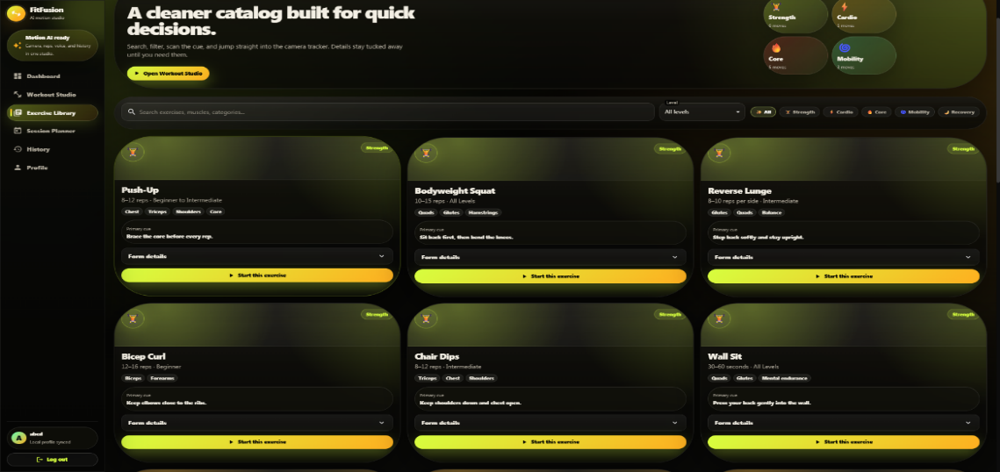 FitFusion
AI motion studio
Motion AI ready
Camera, reps, voice, and history
in one studio.
Dashboard
Workout Studio
Exercise Library
Session Planner
History
Profile
abcd
Local profile synced
Log out
A cleaner catalog built for quick
decisions.
Search, filter, scan the cue, and jump straight into the camera tracker. Details stay tucked away
until you need them.
Open Workout Studio
Strength
Cardio
Core
Mobility
Search exercises, muscles, categories...
Level
All levels
All
Strength
Cardio
Core
Mobility
Recovery
Strength
Push-Up
8–12 reps · Beginner to Intermediate
Chest Triceps Shoulders Core
Primary cue
Brace the core before every rep.
Form details
Start this exercise
Strength
Bodyweight Squat
10–15 reps · All Levels
Quads Glutes Hamstrings
Primary cue
Sit back first, then bend the knees.
Form details
Start this exercise
Strength
Reverse Lunge
8–10 reps per side · Intermediate
Glutes Quads Balance
Primary cue
Step back softly and stay upright.
Form details
Start this exercise
Strength
Bicep Curl
12–16 reps · Beginner
Biceps Forearms
Primary cue
Keep elbows close to the ribs.
Form details
Start this exercise
Strength
Chair Dips
8–12 reps · Intermediate
Triceps Chest Shoulders
Primary cue
Keep shoulders down and chest open.
Form details
Start this exercise
Strength
Wall Sit
30–60 seconds · All Levels
Quads Glutes Mental endurance
Primary cue
Press your back gently into the wall.
Form details
Start this exercise